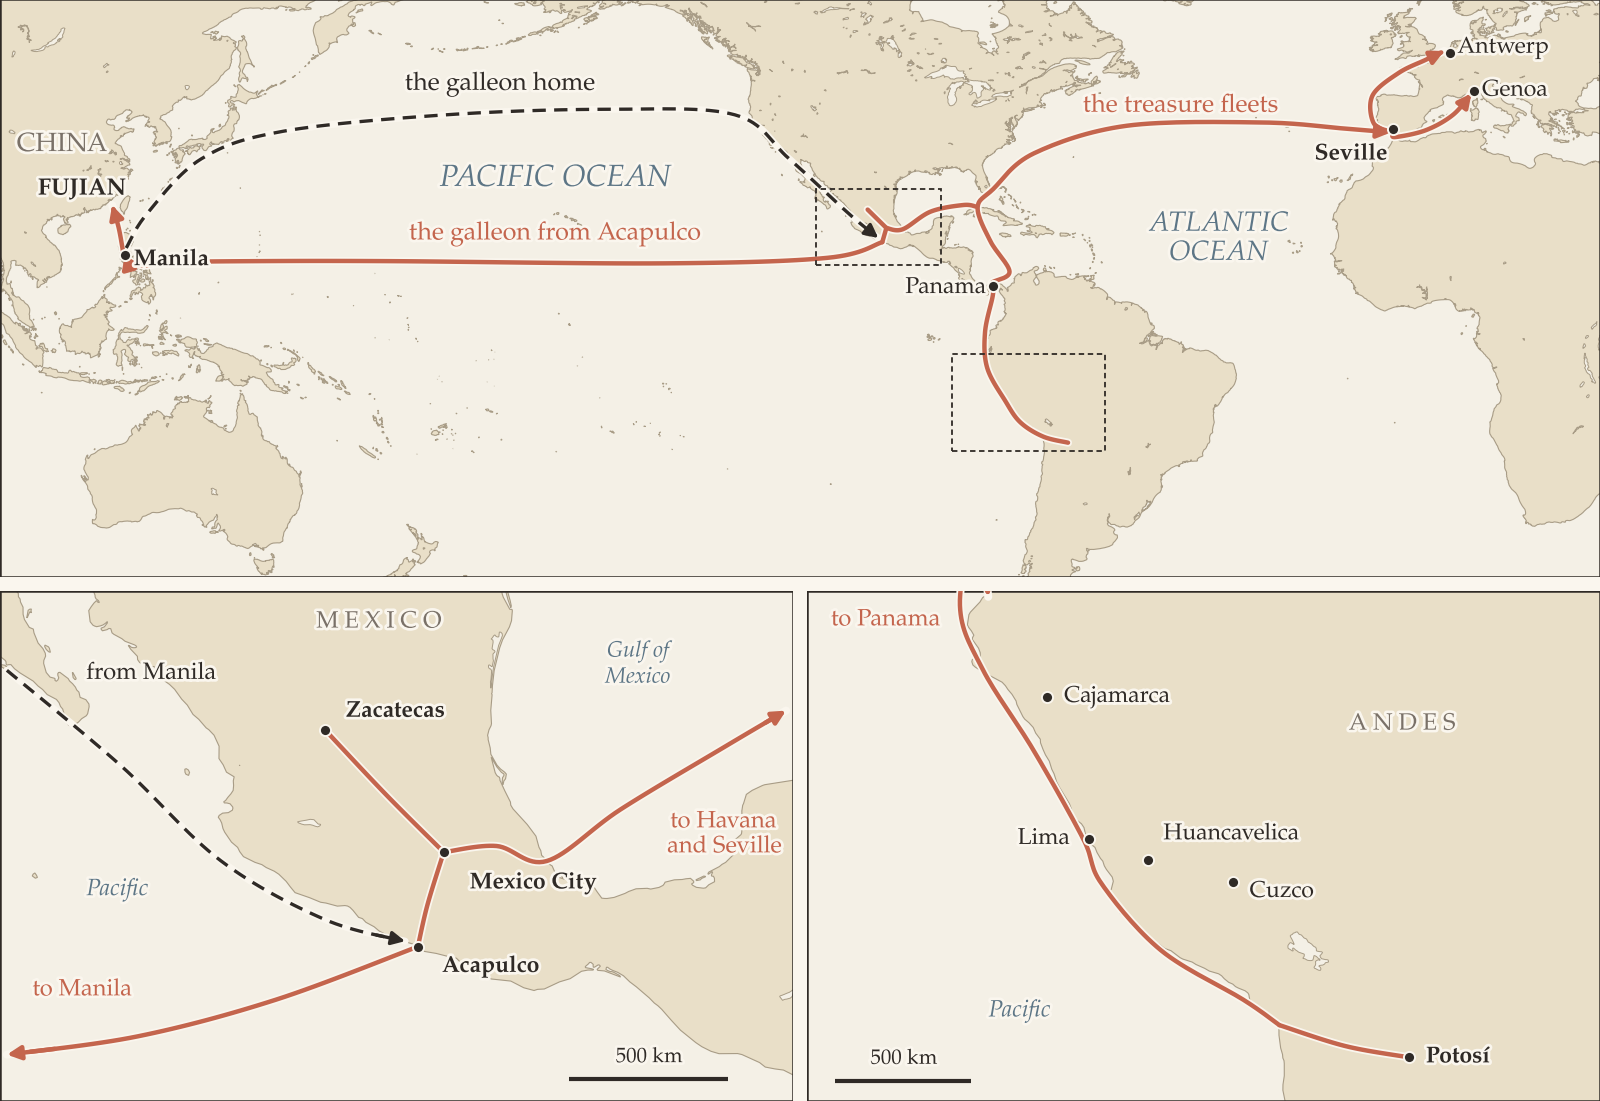 the galleon home
Antwerp
Genoa
the treasure fleets
CHINA
Seville
PACIFIC OCEAN
FUJIAN
ATLANTIC
OCEAN
the galleon from Acapulco
Manila
Panama
MEXICO
Gulf of
Mexico
from Manila
Zacatecas
to Havana
and Seville
Mexico City
Pacific
Acapulco
to Manila
500 km
to Panama
Cajamarca
ANDES
Lima
Huancavelica
Cuzco
Pacific
500 km
Potosí